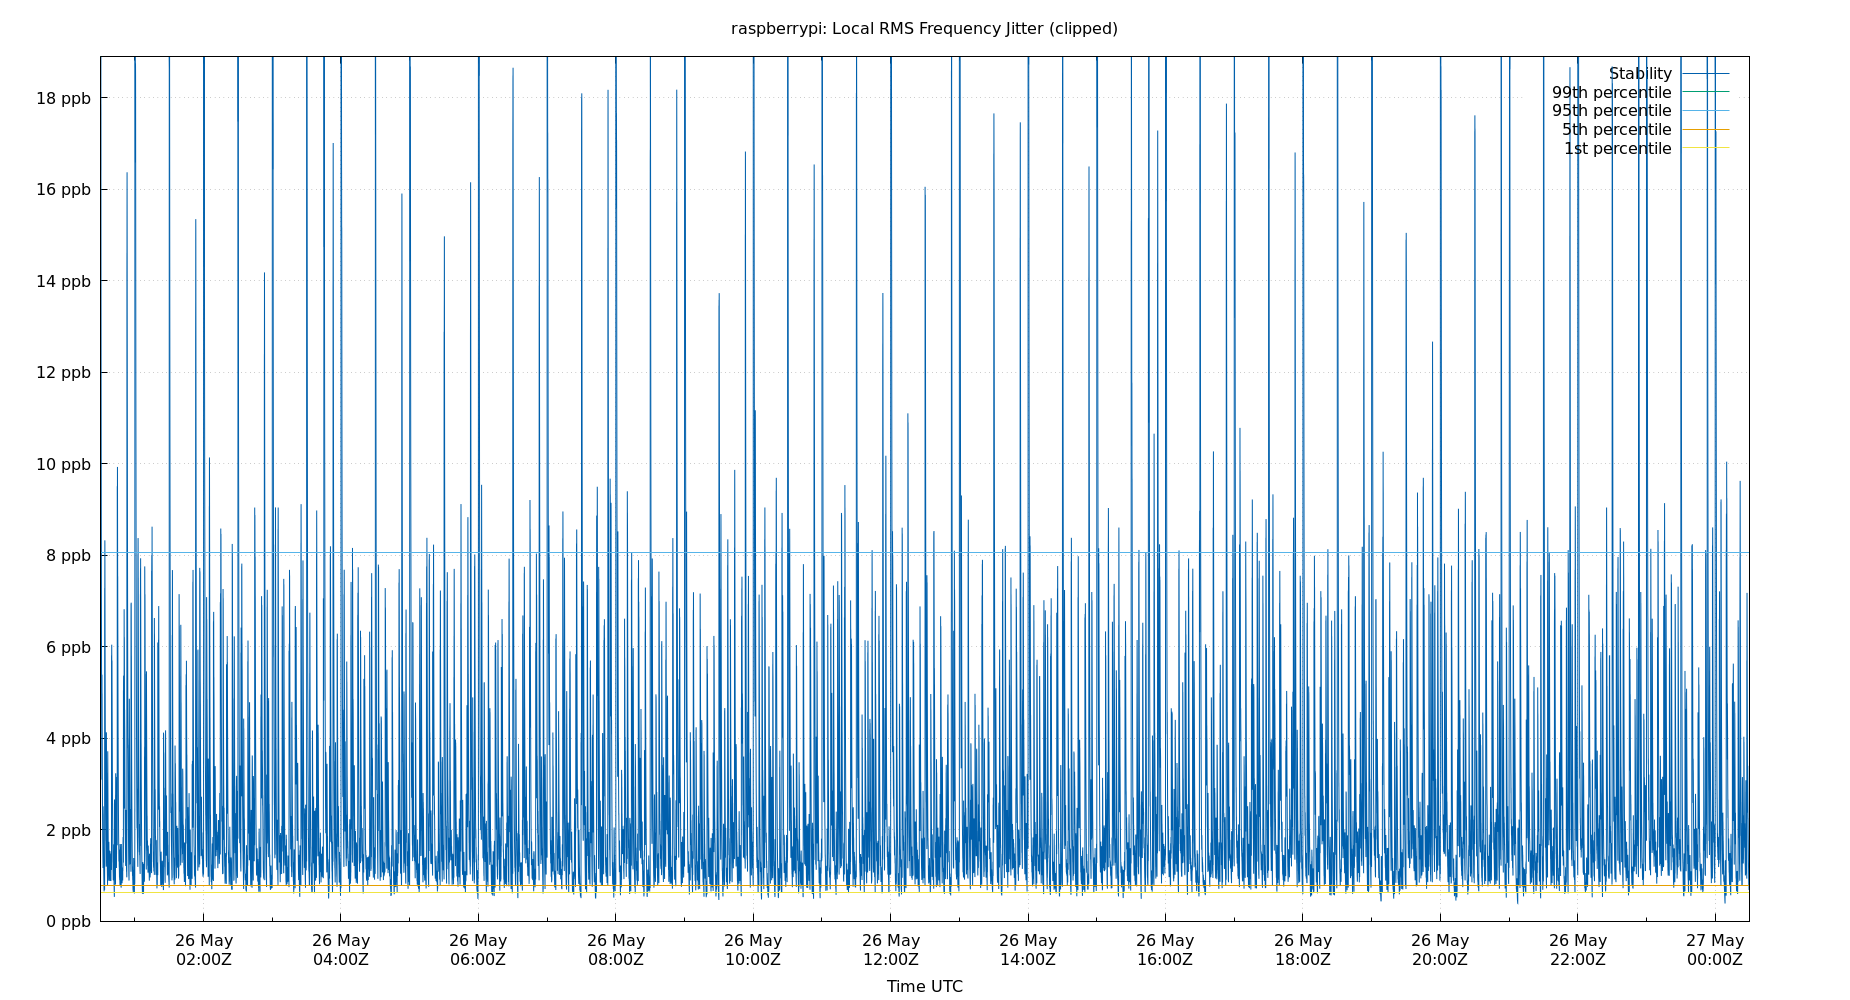 raspberrypi: Local RMS Frequency Jitter (clipped)
Stability
99th percentile
95th percentile
5th percentile
1st percentile
18 ppb
16 ppb
14 ppb
12 ppb
10 ppb
8 ppb
6 ppb
4 ppb
2 ppb
0 ppb
26 May 26 May 26 May 26 May 26 May 26 May 26 May 26 May 26 May 26 May 26 May 27 May
02:00Z 04:00Z 06:00Z 08:00Z 10:00Z 12:00Z 14:00Z 16:00Z 18:00Z 20:00Z 22:00Z 00:00Z
Time UTC